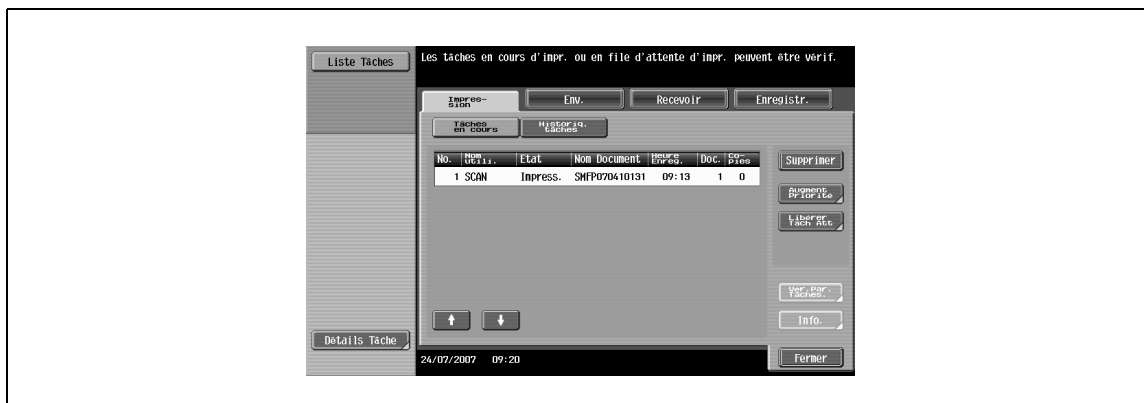 Liste Tâches
Les tâches en cours d'impr. ou en file d'attente d'impr. peuvent être vérif.
Impres-
sion
Env.
Recevoir
Enregistr.
Tâches
en cours
Historiq.
tâches
No. Nom utili. Etat Nom Document Heure Enreg. Doc. Co-pies
1 SCAN Impress. SMFP070410131 09:13 1 0
Supprimer
Augment.
Priorité
Libérer
Tâch Att
Ver.Par.
Tâches.
Info.
Détails Tâche
24/07/2007 09:20
Fermer